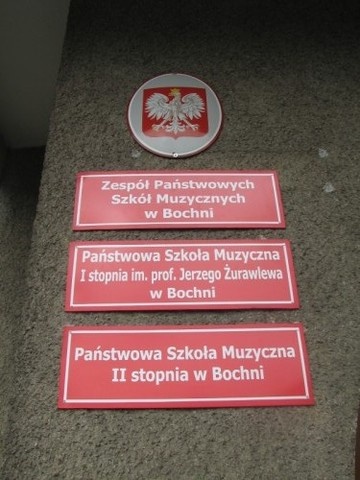 Zespół Państwowych
Szkół Muzycznych
w Bochni
Państwowa Szkoła Muzyczna
I stopnia im. prof. Jerzego Żurawlewa
w Bochni
Państwowa Szkoła Muzyczna
II stopnia w Bochni